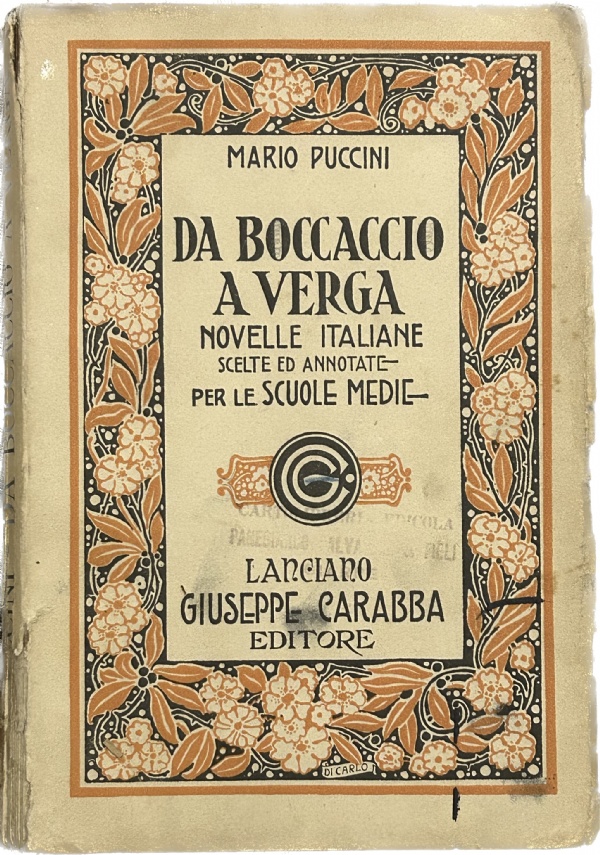 MARIO PUCCINI
DA BOCCACCIO
A VERGA
NOVELLE ITALIANE
SCELTE ED ANNOTATE
PER LE SCUOLE MEDIE
LANCIANO
GIUSEPPE CARABBA
EDITORE
DI CARLO